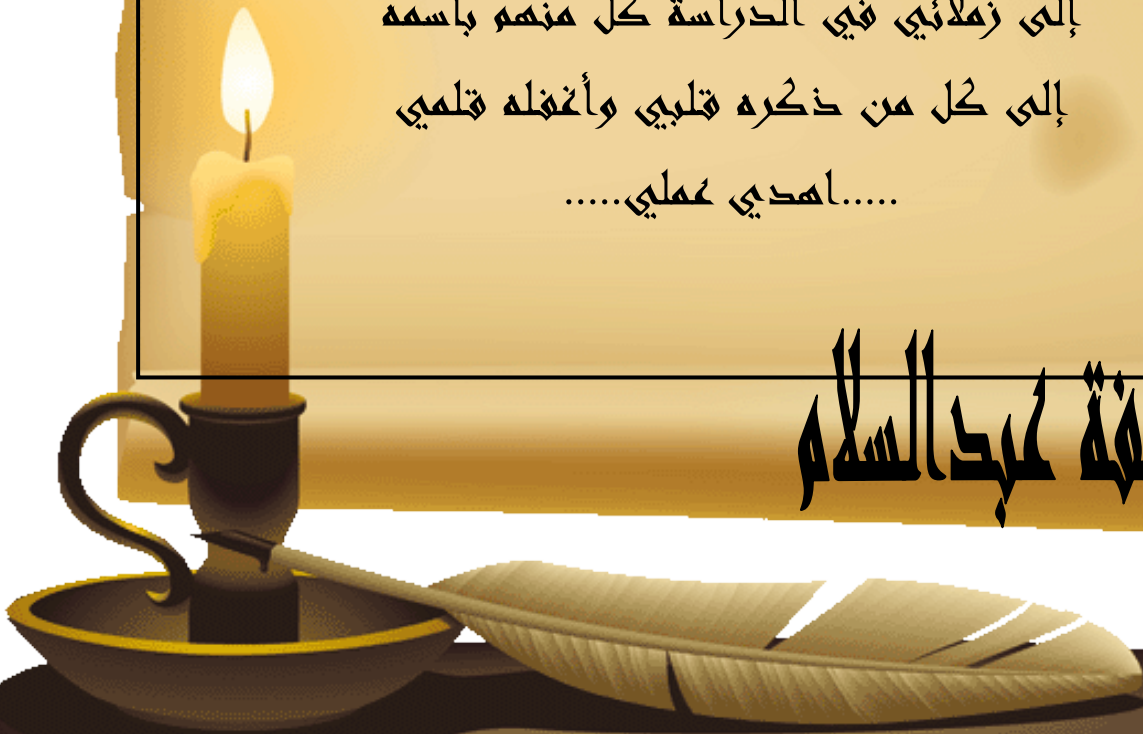 إلى زملائي في الدراسة كل منهم باسمه
إلى كل من ذكره قلبي وأغفله قلمي
.....اهدي عملي.....
عبدالسلام